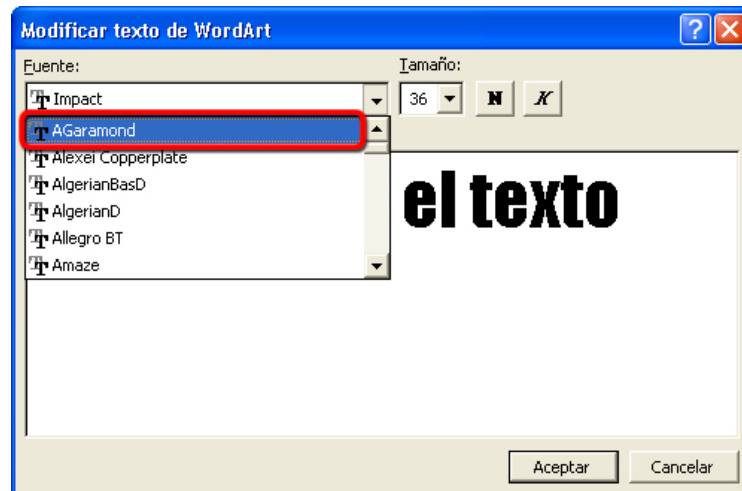 Modificar texto de WordArt
Fuente:
Tamaño:
Impact
36
N
K
AGaramond
Alexei Copperplate
AlgerianBasD
AlgerianD
Allegro BT
Amaze
el texto
Aceptar
Cancelar